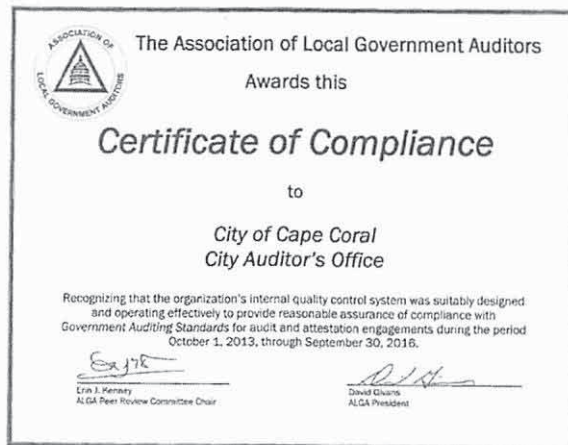 ASSOCIATION OF
LOCAL GOVERNMENT AUDITORS
The Association of Local Government Auditors
Awards this
Certificate of Compliance
to
City of Cape Coral
City Auditor's Office
Recognizing that the organization's internal quality control system was suitably designed
and operating effectively to provide reasonable assurance of compliance with
Government Auditing Standards for audit and attestation engagements during the period
October 1, 2013, through September 30, 2016.
Erin J. Kenney
ALGA Peer Review Committee Chair
David Givans
ALGA President